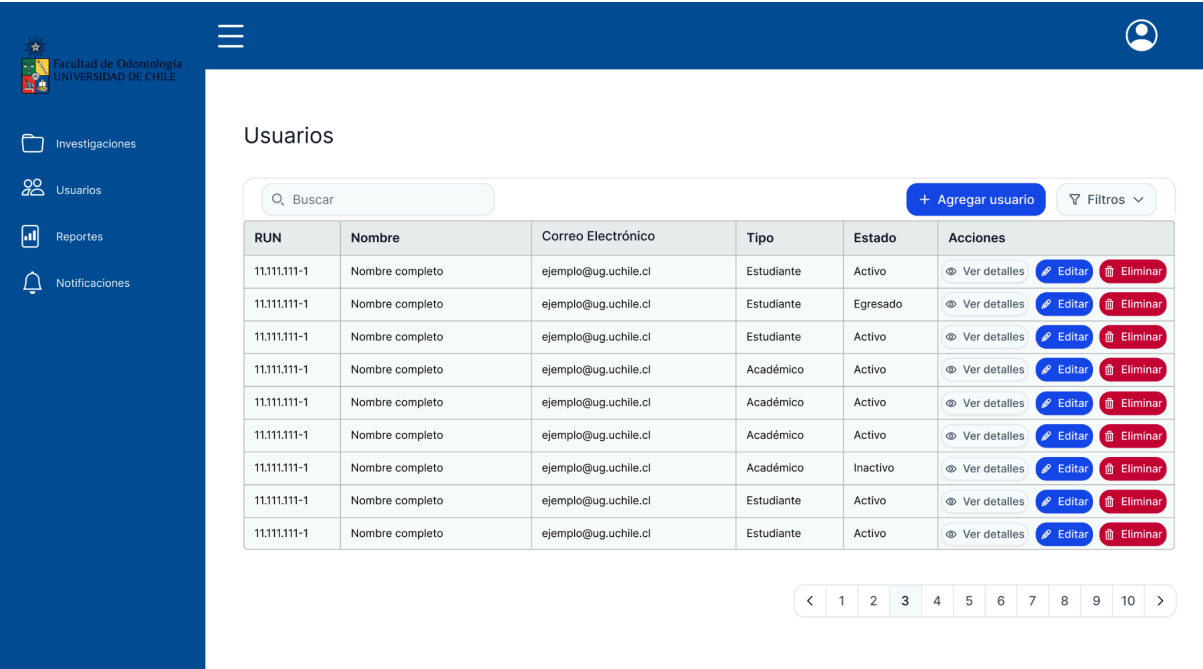 Facultad de Odontología
UNIVERSIDAD DE CHILE
Investigaciones
Usuarios
Reportes
Notificaciones
Usuarios
Buscar + Agregar usuario Filtros
RUN Nombre Correo Electrónico Tipo Estado Acciones
11.111.111-1 Nombre completo ejemplo@ug.uchile.cl Estudiante Activo Ver detalles Editar Eliminar
11.111.111-1 Nombre completo ejemplo@ug.uchile.cl Estudiante Egresado Ver detalles Editar Eliminar
11.111.111-1 Nombre completo ejemplo@ug.uchile.cl Estudiante Activo Ver detalles Editar Eliminar
11.111.111-1 Nombre completo ejemplo@ug.uchile.cl Académico Activo Ver detalles Editar Eliminar
11.111.111-1 Nombre completo ejemplo@ug.uchile.cl Académico Activo Ver detalles Editar Eliminar
11.111.111-1 Nombre completo ejemplo@ug.uchile.cl Académico Activo Ver detalles Editar Eliminar
11.111.111-1 Nombre completo ejemplo@ug.uchile.cl Académico Inactivo Ver detalles Editar Eliminar
11.111.111-1 Nombre completo ejemplo@ug.uchile.cl Estudiante Activo Ver detalles Editar Eliminar
11.111.111-1 Nombre completo ejemplo@ug.uchile.cl Estudiante Activo Ver detalles Editar Eliminar
< 1 2 3 4 5 6 7 8 9 10 >